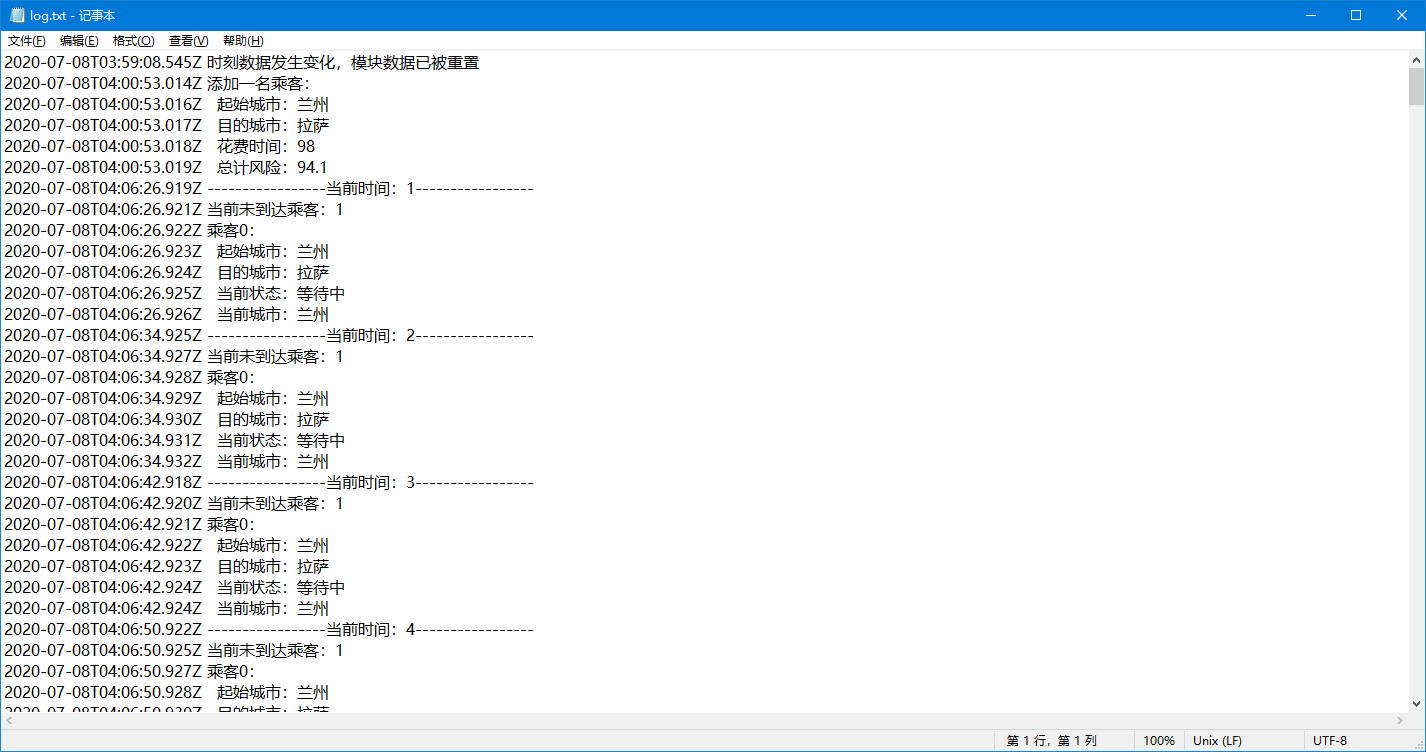 log.txt - 记事本
文件(F) 编辑(E) 格式(O) 查看(V) 帮助(H)
2020-07-08T03:59:08.545Z 时刻数据发生变化，模块数据已被重置
2020-07-08T04:00:53.014Z 添加一名乘客：
2020-07-08T04:00:53.016Z   起始城市：兰州
2020-07-08T04:00:53.017Z   目的城市：拉萨
2020-07-08T04:00:53.018Z   花费时间：98
2020-07-08T04:00:53.019Z   总计风险：94.1
2020-07-08T04:06:26.919Z -----------------当前时间：1-----------------
2020-07-08T04:06:26.921Z 当前未到达乘客：1
2020-07-08T04:06:26.922Z 乘客0：
2020-07-08T04:06:26.923Z   起始城市：兰州
2020-07-08T04:06:26.924Z   目的城市：拉萨
2020-07-08T04:06:26.925Z   当前状态：等待中
2020-07-08T04:06:26.926Z   当前城市：兰州
2020-07-08T04:06:34.925Z -----------------当前时间：2-----------------
2020-07-08T04:06:34.927Z 当前未到达乘客：1
2020-07-08T04:06:34.928Z 乘客0：
2020-07-08T04:06:34.929Z   起始城市：兰州
2020-07-08T04:06:34.930Z   目的城市：拉萨
2020-07-08T04:06:34.931Z   当前状态：等待中
2020-07-08T04:06:34.932Z   当前城市：兰州
2020-07-08T04:06:42.918Z -----------------当前时间：3-----------------
2020-07-08T04:06:42.920Z 当前未到达乘客：1
2020-07-08T04:06:42.921Z 乘客0：
2020-07-08T04:06:42.922Z   起始城市：兰州
2020-07-08T04:06:42.923Z   目的城市：拉萨
2020-07-08T04:06:42.924Z   当前状态：等待中
2020-07-08T04:06:42.924Z   当前城市：兰州
2020-07-08T04:06:50.922Z -----------------当前时间：4-----------------
2020-07-08T04:06:50.925Z 当前未到达乘客：1
2020-07-08T04:06:50.927Z 乘客0：
2020-07-08T04:06:50.928Z   起始城市：兰州
2020-07-08T04:06:50.930Z   目的城市：拉萨
第 1 行，第 1 列 100% Unix (LF) UTF-8